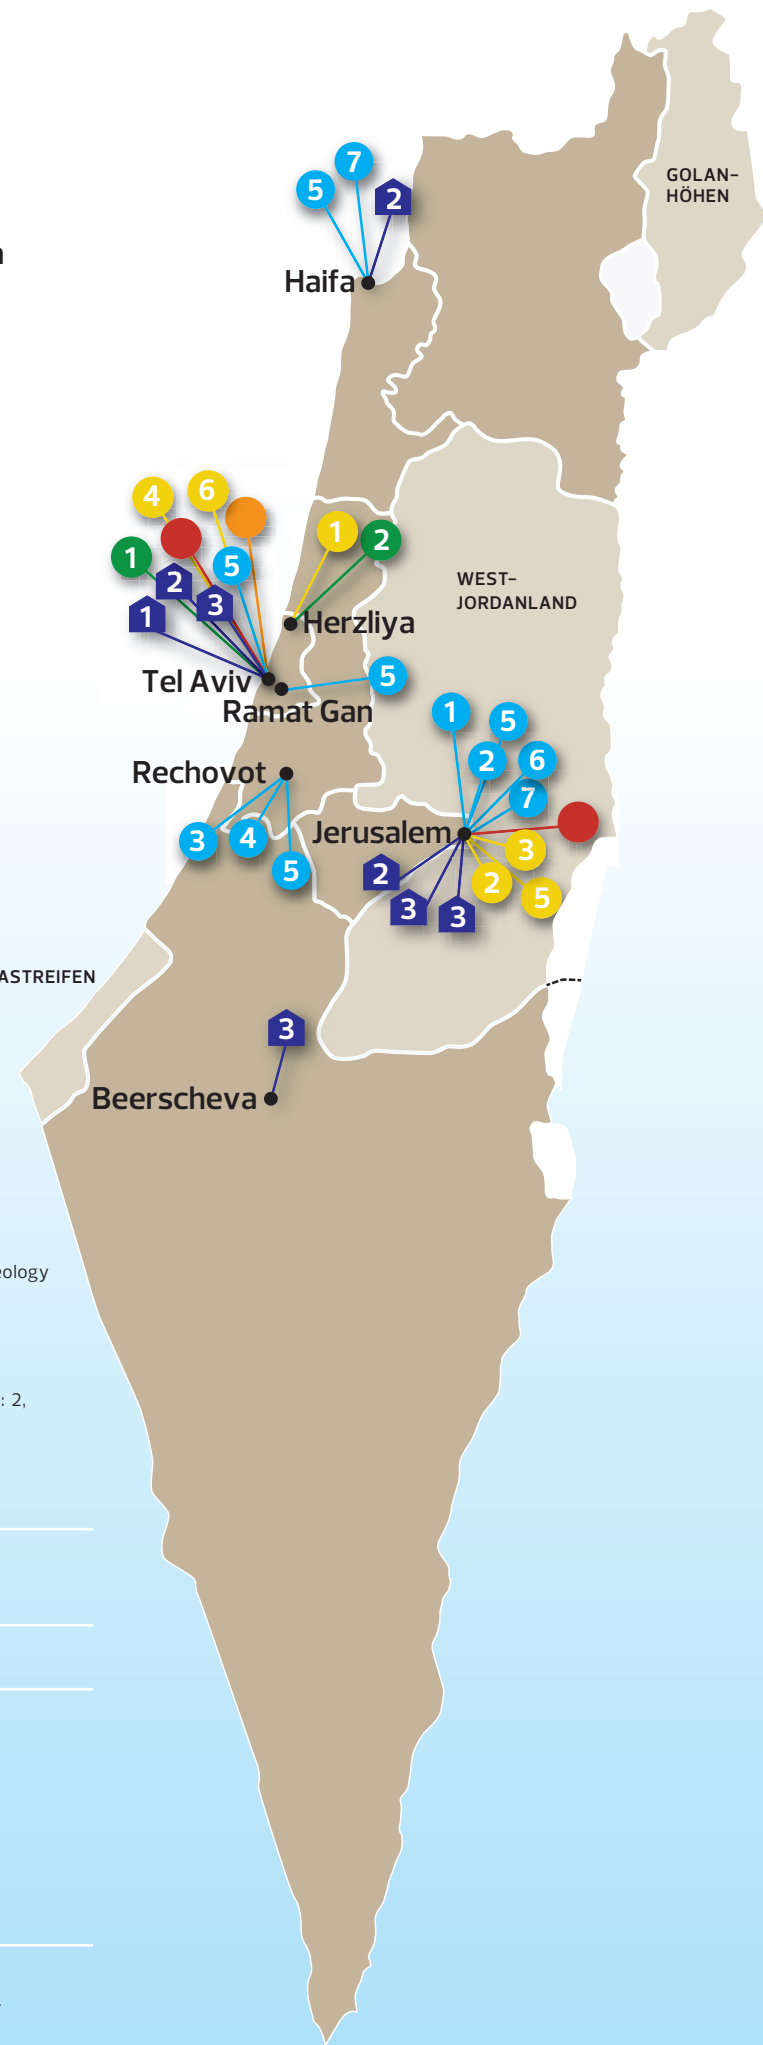 GOLAN-
HÖHEN
7
5
2
Haifa
4
6
1
2
1
5
2
3
1
Herzliya
WEST-
JORDANLAND
Tel Aviv
5
Ramat Gan
1
5
2
6
7
Rechovot
3
4
5
Jerusalem
3
2
2
5
3
3
ASTREIFEN
3
Beerscheva
eology
: 2,